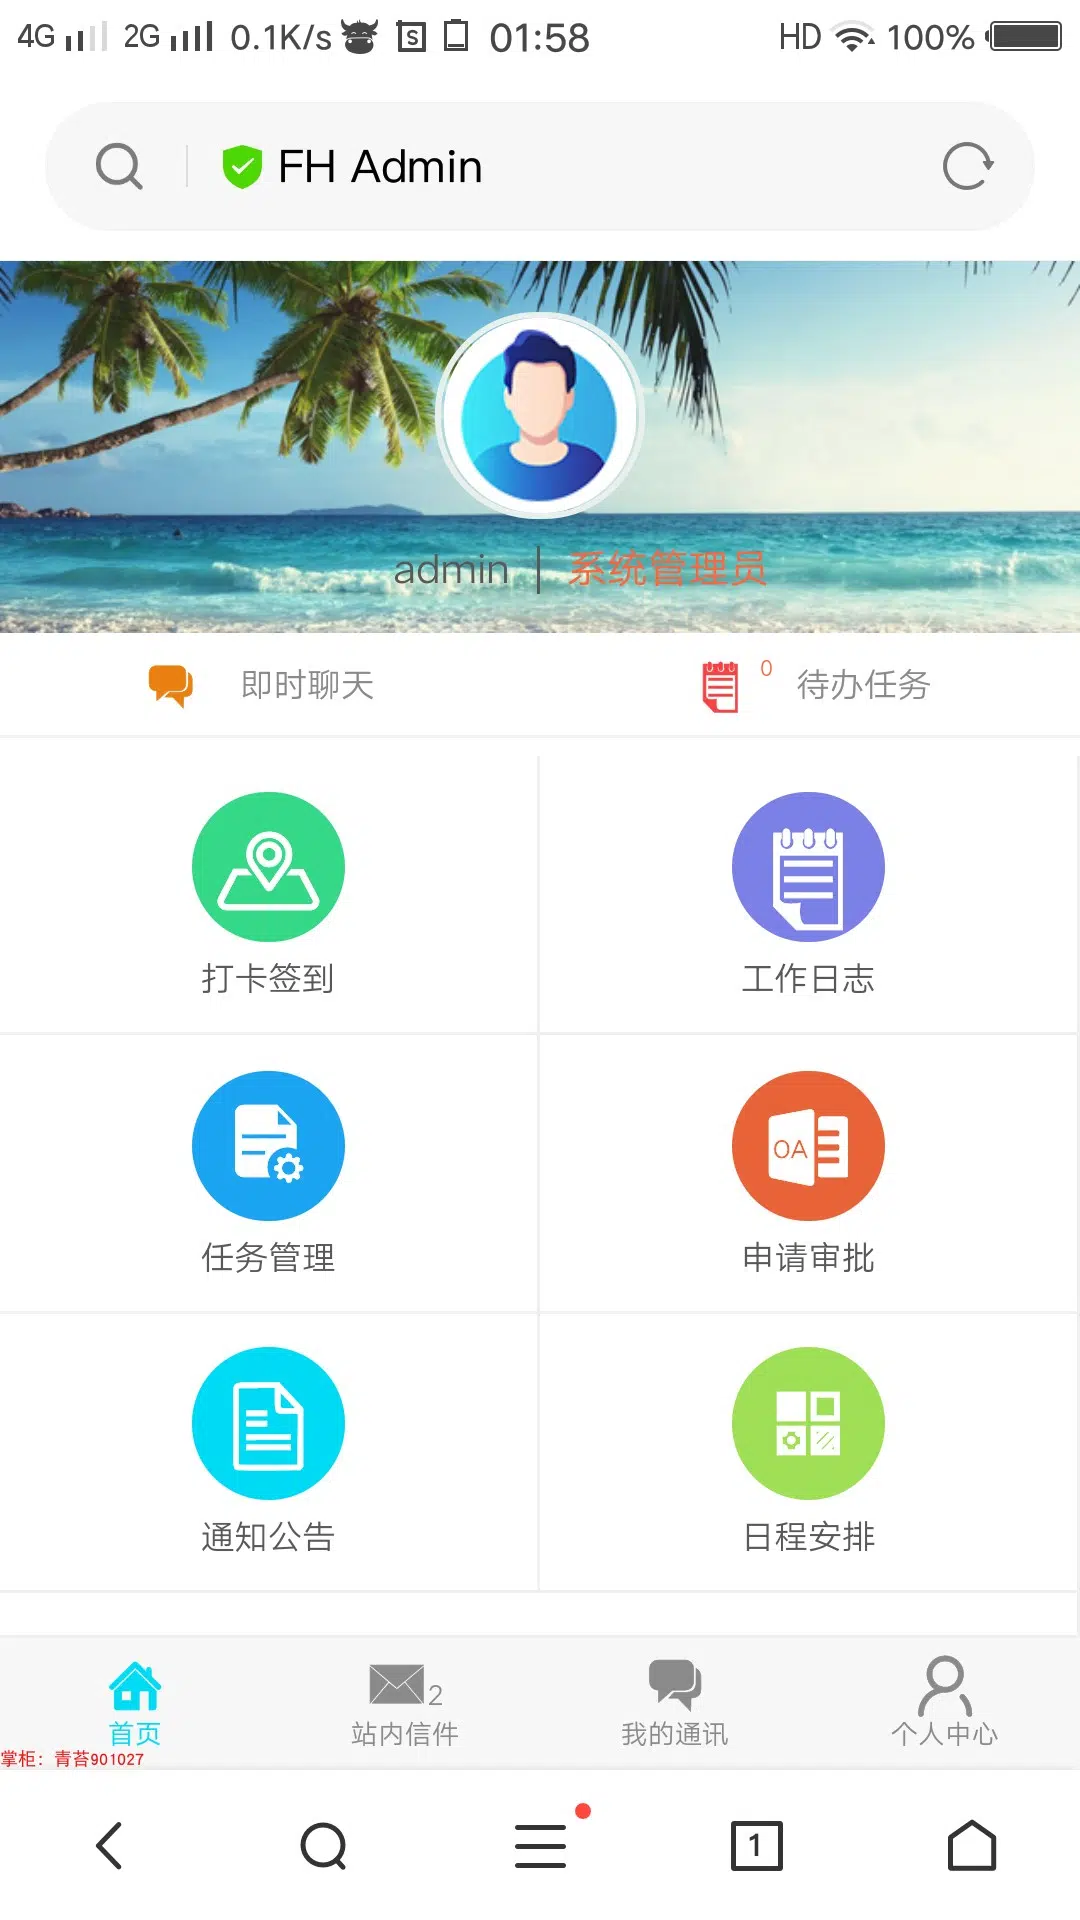 4G 2G 0.1K/s S 01:58 HD 100%
FH Admin
admin | 系统管理员
即时聊天 0 待办任务
打卡签到 工作日志
OA
任务管理 申请审批
通知公告 日程安排
2
首页 站内信件 我的通讯 个人中心
掌柜：青苔901027
1